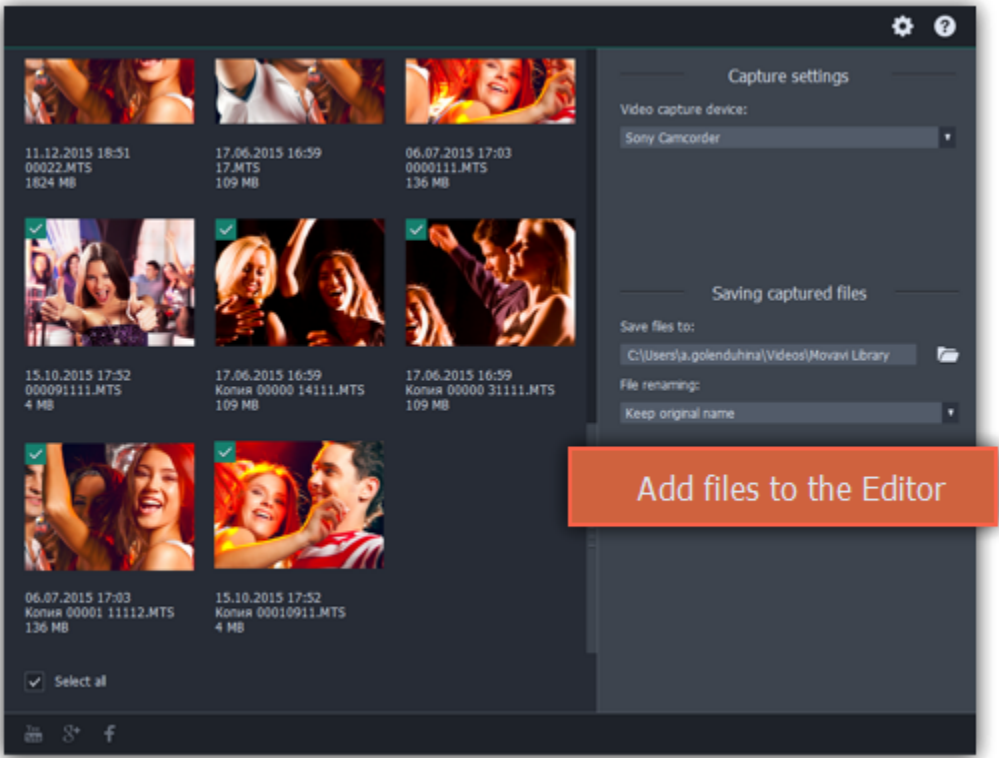 Capture settings
Video capture device:
Sony Camcorder
11.12.2015 18:51
00022.MTS
1824 MB
17.06.2015 16:59
17.MTS
109 MB
06.07.2015 17:03
0000111.MTS
136 MB
15.10.2015 17:52
000091111.MTS
4 MB
17.06.2015 16:59
Копия 00000 14111.MTS
109 MB
17.06.2015 16:59
Копия 00000 31111.MTS
109 MB
Saving captured files
Save files to:
C:\Users\a.golenduhina\Videos\Movavi Library
File renaming:
Keep original name
Add files to the Editor
06.07.2015 17:03
Копия 00001 11112.MTS
136 MB
15.10.2015 17:52
Копия 00010911.MTS
4 MB
Select all